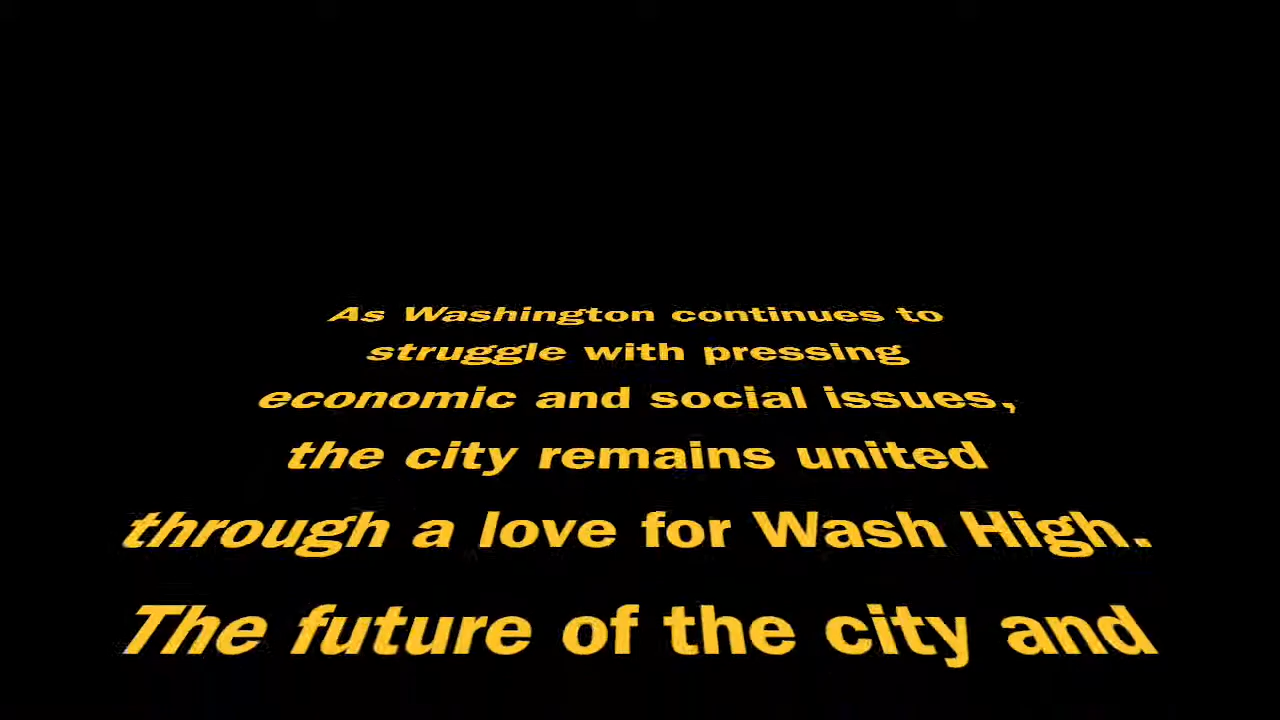 As Washington continues to
struggle with pressing
economic and social issues,
the city remains united
through a love for Wash High.
The future of the city and